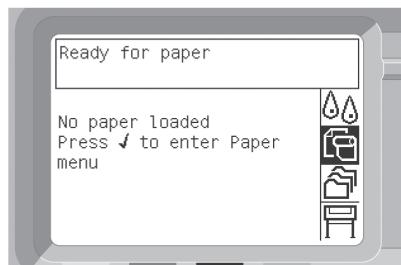 Ready for paper
No paper loaded
Press ✓ to enter Paper
menu